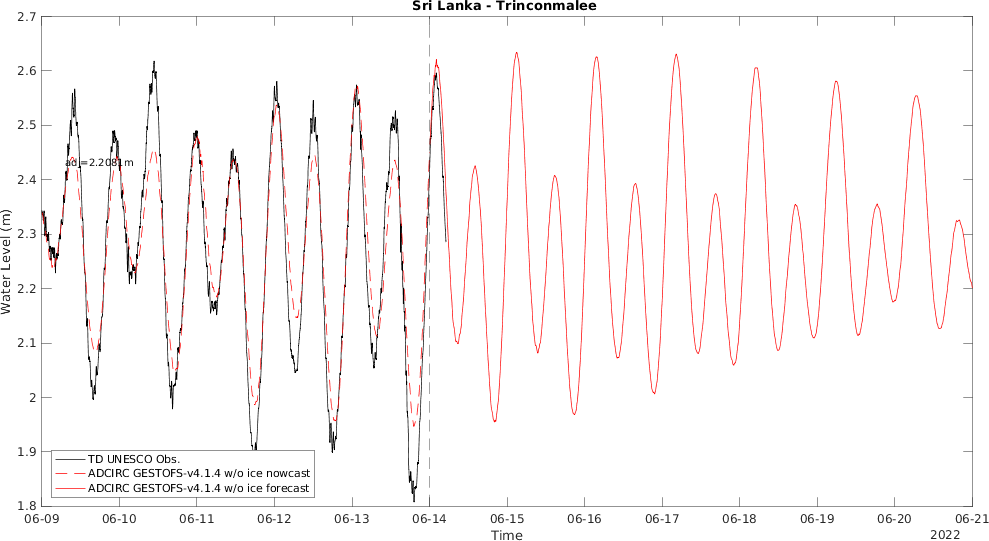 Sri Lanka - Trinconmalee
2.7
2.6
2.5
2.4
2.3
2.2
2.1
2
1.9
1.8
Water Level (m)
ad =2.2081m
TD UNESCO Obs.
ADCIRC GESTOFS-v4.1.4 w/o ice nowcast
ADCIRC GESTOFS-v4.1.4 w/o ice forecast
06-09 06-10 06-11 06-12 06-13 06-14 06-15 06-16 06-17 06-18 06-19 06-20 06-21
Time
2022